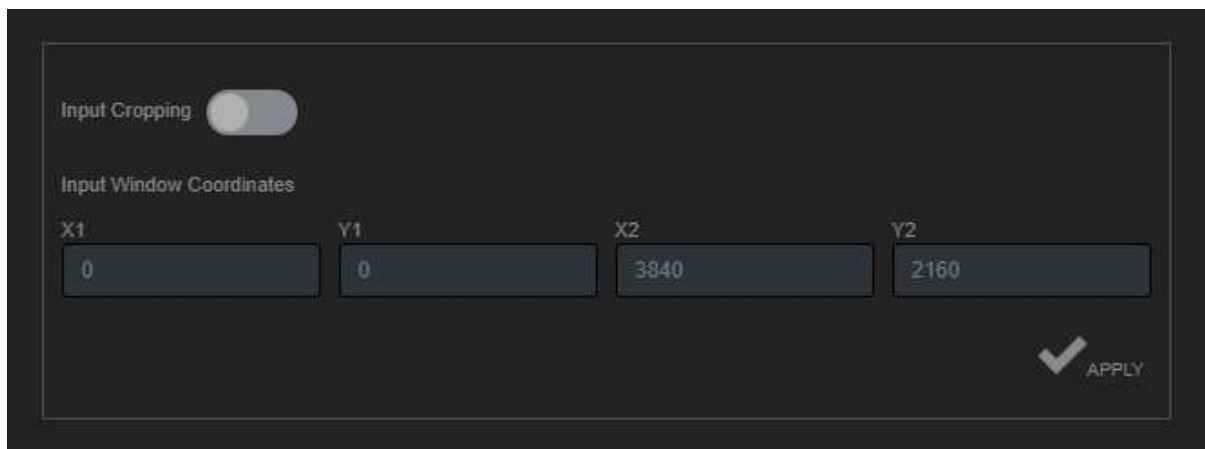 Input Cropping
Input Window Coordinates
X1 Y1 X2 Y2
0 0 3840 2160
APPLY